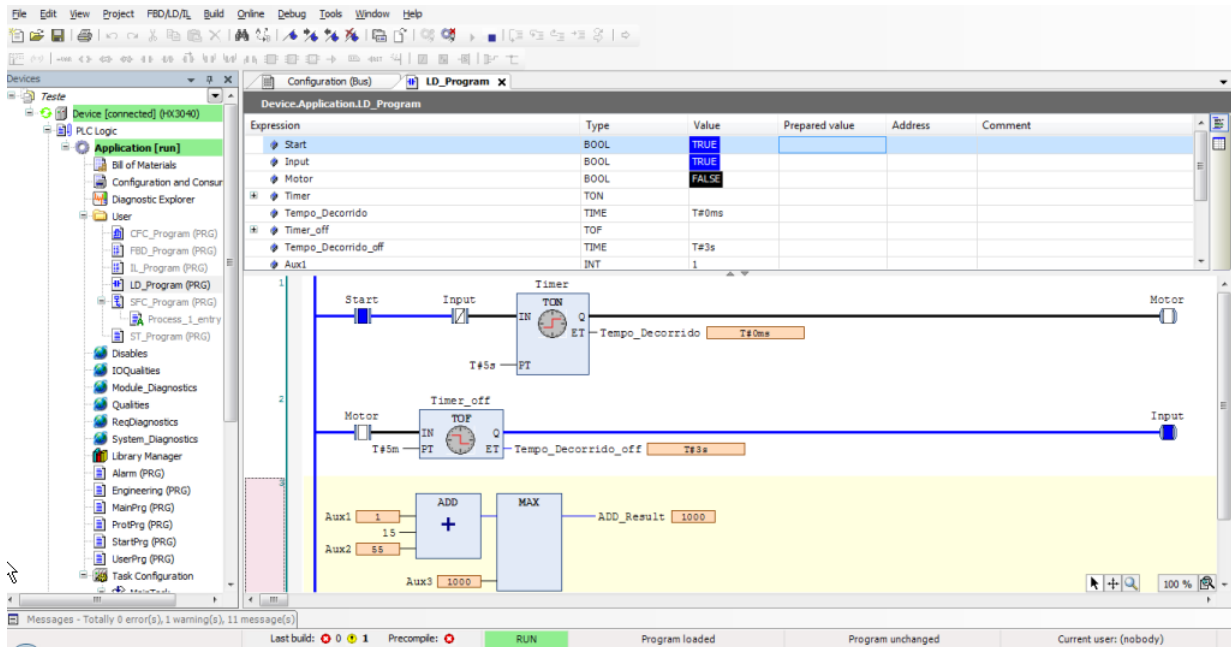 File Edit View Project FBD/LD/IL Build Online Debug Tools Window Help
Devices
Teste
Device [connected] (HX3040)
PLC Logic
Application [run]
Bill of Materials
Configuration and Consur
Diagnostic Explorer
User
CFC_Program (PRG)
FBD_Program (PRG)
IL_Program (PRG)
LD_Program (PRG)
SFC_Program (PRG)
Process_1_entry
ST_Program (PRG)
Disables
IOQualities
Module_Diagnostics
Qualities
ReqDiagnostics
System_Diagnostics
Library Manager
Alarm (PRG)
Engineering (PRG)
MainPrg (PRG)
ProtPrg (PRG)
StartPrg (PRG)
UserPrg (PRG)
Task Configuration
Configuration (Bus) LD_Program
Device.Application.LD_Program
Expression Type Value Prepared value Address Comment
Start BOOL TRUE
Input BOOL TRUE
Motor BOOL FALSE
Timer TON
Tempo_Decorrido TIME T#0ms
Timer_off TOF
Tempo_Decorrido_off TIME T#3s
Aux1 INT 1
1
Timer
Start Input TON Motor
IN Q
ET Tempo_Decorrido T#0ms
T#5s PT
2
Timer_off
Motor TOF Input
IN Q
T#5m PT ET Tempo_Decorrido_off T#3s
3
ADD MAX
Aux1 1 + ADD_Result 1000
15
Aux2 55
Aux3 1000
100 %
Messages - Totally 0 error(s), 1 warning(s), 11 message(s)
Last build: 0 1 Precompile: RUN Program loaded Program unchanged Current user: (nobody)